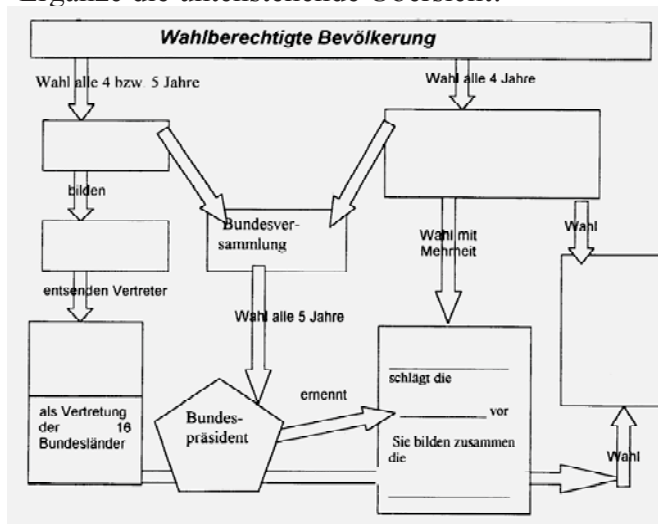 Ergänze die untenstehende Übersicht!
Wahlberechtigte Bevölkerung
Wahl alle 4 bzw. 5 Jahre
Wahl alle 4 Jahre
bilden
Bundesver-
sammlung
Wahl mit
Mehrheit
Wahl
entsenden Vertreter
Wahl alle 5 Jahre
schlägt die
als Vertretung
der 16
Bundesländer
Bundes-
präsident
ernennt
vor
Sie bilden zusammen
die
Wahl